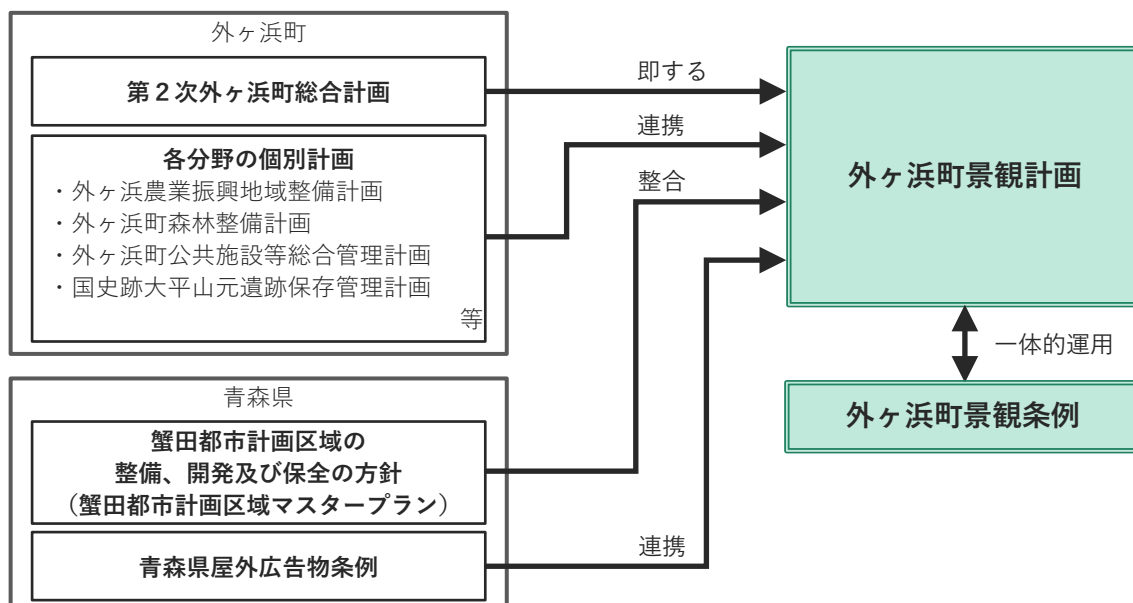 外ヶ浜町
第２次外ヶ浜町総合計画
各分野の個別計画
・外ヶ浜農業振興地域整備計画
・外ヶ浜町森林整備計画
・外ヶ浜町公共施設等総合管理計画
・国史跡大平山元遺跡保存管理計画
等
青森県
蟹田都市計画区域の
整備、開発及び保全の方針
（蟹田都市計画区域マスタープラン）
青森県屋外広告物条例
即する
連携
整合
連携
外ヶ浜町景観計画
一体的運用
外ヶ浜町景観条例